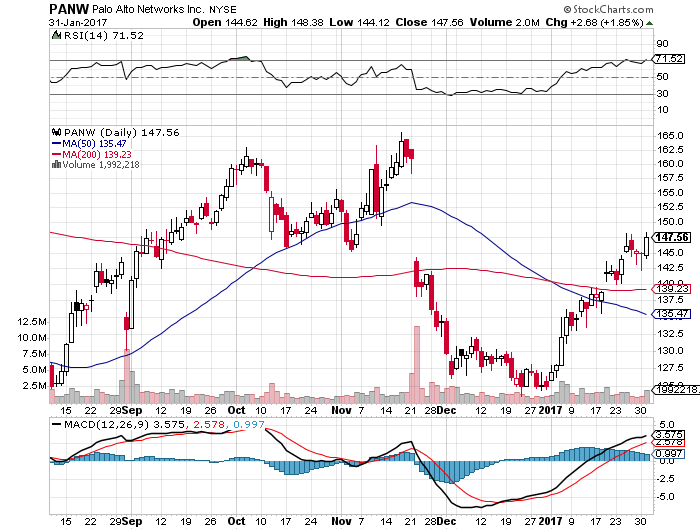 PANW Palo Alto Networks Inc. NYSE © StockCharts.com
31-Jan-2017 Open 144.62 High 148.38 Low 144.12 Close 147.56 Volume 2.0M Chg +2.68 (+1.85%)
RSI(14) 71.52
90
71.52
50
30
10
PANW (Daily) 147.56
MA(50) 135.47
MA(200) 139.23
Volume 1,992,218
165.0
162.5
160.0
157.5
155.0
152.5
150.0
147.56
145.0
142.5
139.23
137.5
135.47
12.5M 132.5
10.0M 130.0
7.5M 127.5
5.0M
2.5M
1992218
15 22 29 Sep 12 19 26 Oct 10 17 24 Nov 7 14 21 28 Dec 12 19 27 2017 9 17 23 30
MACD(12,26,9) 3.575, 2.578, 0.997
5.0
3.575
2.578
0.997
0.0
-2.5
-5.0
15 22 29 Sep 12 19 26 Oct 10 17 24 Nov 7 14 21 28 Dec 12 19 27 2017 9 17 23 30